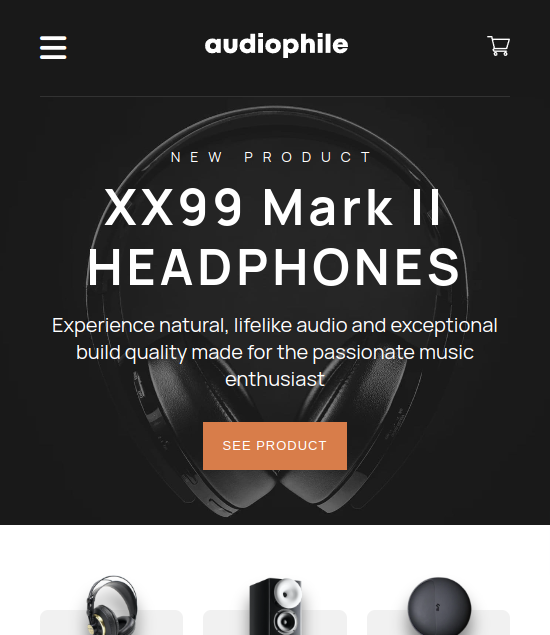 audiophile
NEW PRODUCT
XX99 Mark II
HEADPHONES
Experience natural, lifelike audio and exceptional
build quality made for the passionate music
enthusiast
SEE PRODUCT